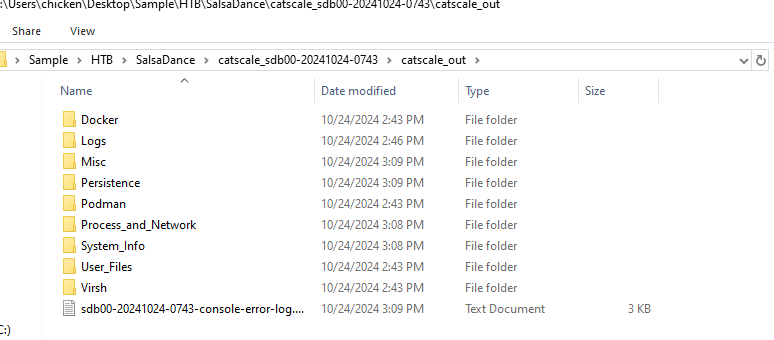 :\Users\chicken\Desktop\Sample\HTB\SalsaDance\catscale_sdb00-20241024-0743\catscale_out
Share View
Sample > HTB > SalsaDance > catscale_sdb00-20241024-0743 > catscale_out >
Name Date modified Type Size
Docker 10/24/2024 2:43 PM File folder
Logs 10/24/2024 2:46 PM File folder
Misc 10/24/2024 3:09 PM File folder
Persistence 10/24/2024 3:09 PM File folder
Podman 10/24/2024 2:43 PM File folder
Process_and_Network 10/24/2024 3:08 PM File folder
System_Info 10/24/2024 3:08 PM File folder
User_Files 10/24/2024 2:43 PM File folder
Virsh 10/24/2024 2:43 PM File folder
sdb00-20241024-0743-console-error-log.... 10/24/2024 3:09 PM Text Document 3 KB
C:)